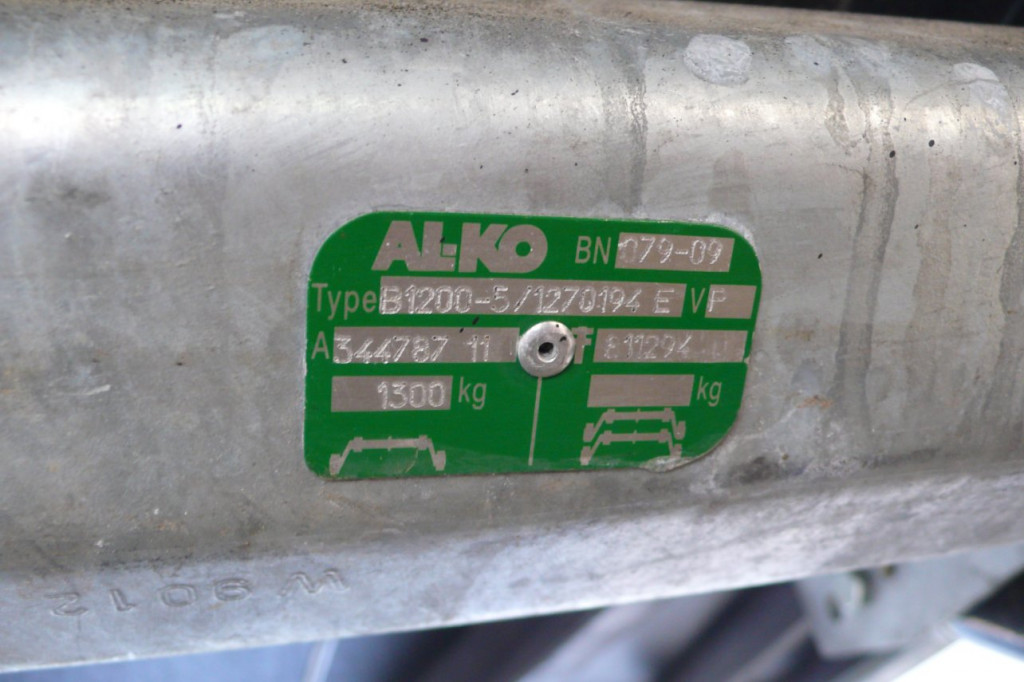 AL-KO BN 079-09
Type B1200-5/1270194 E VP
A 344787 11 F 811294
1300 kg kg
W 9012